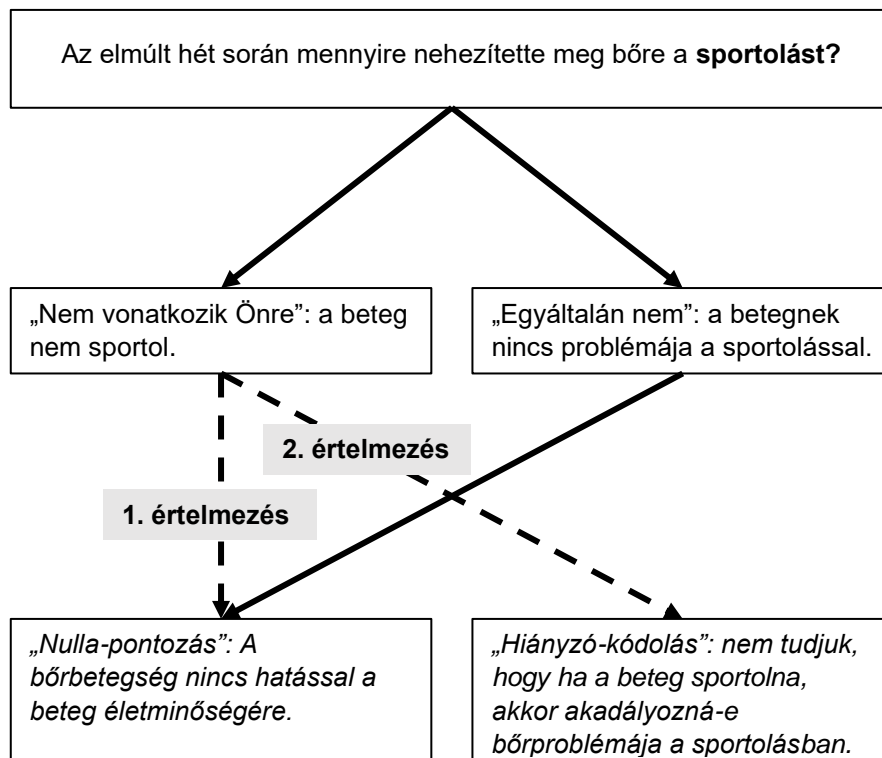 Az elmúlt hét során mennyire nehezítette meg bőre a sportolást?
„Nem vonatkozik Önre”: a beteg
nem sportol.
„Egyáltalán nem”: a betegnek
nincs problémája a sportolással.
2. értelmezés
1. értelmezés
„Nulla-pontozás”: A
bőrbetegség nincs hatással a
beteg életminőségére.
„Hiányzó-kódolás”: nem tudjuk,
hogy ha a beteg sportolna,
akkor akadályozná-e
bőrproblémája a sportolásban.